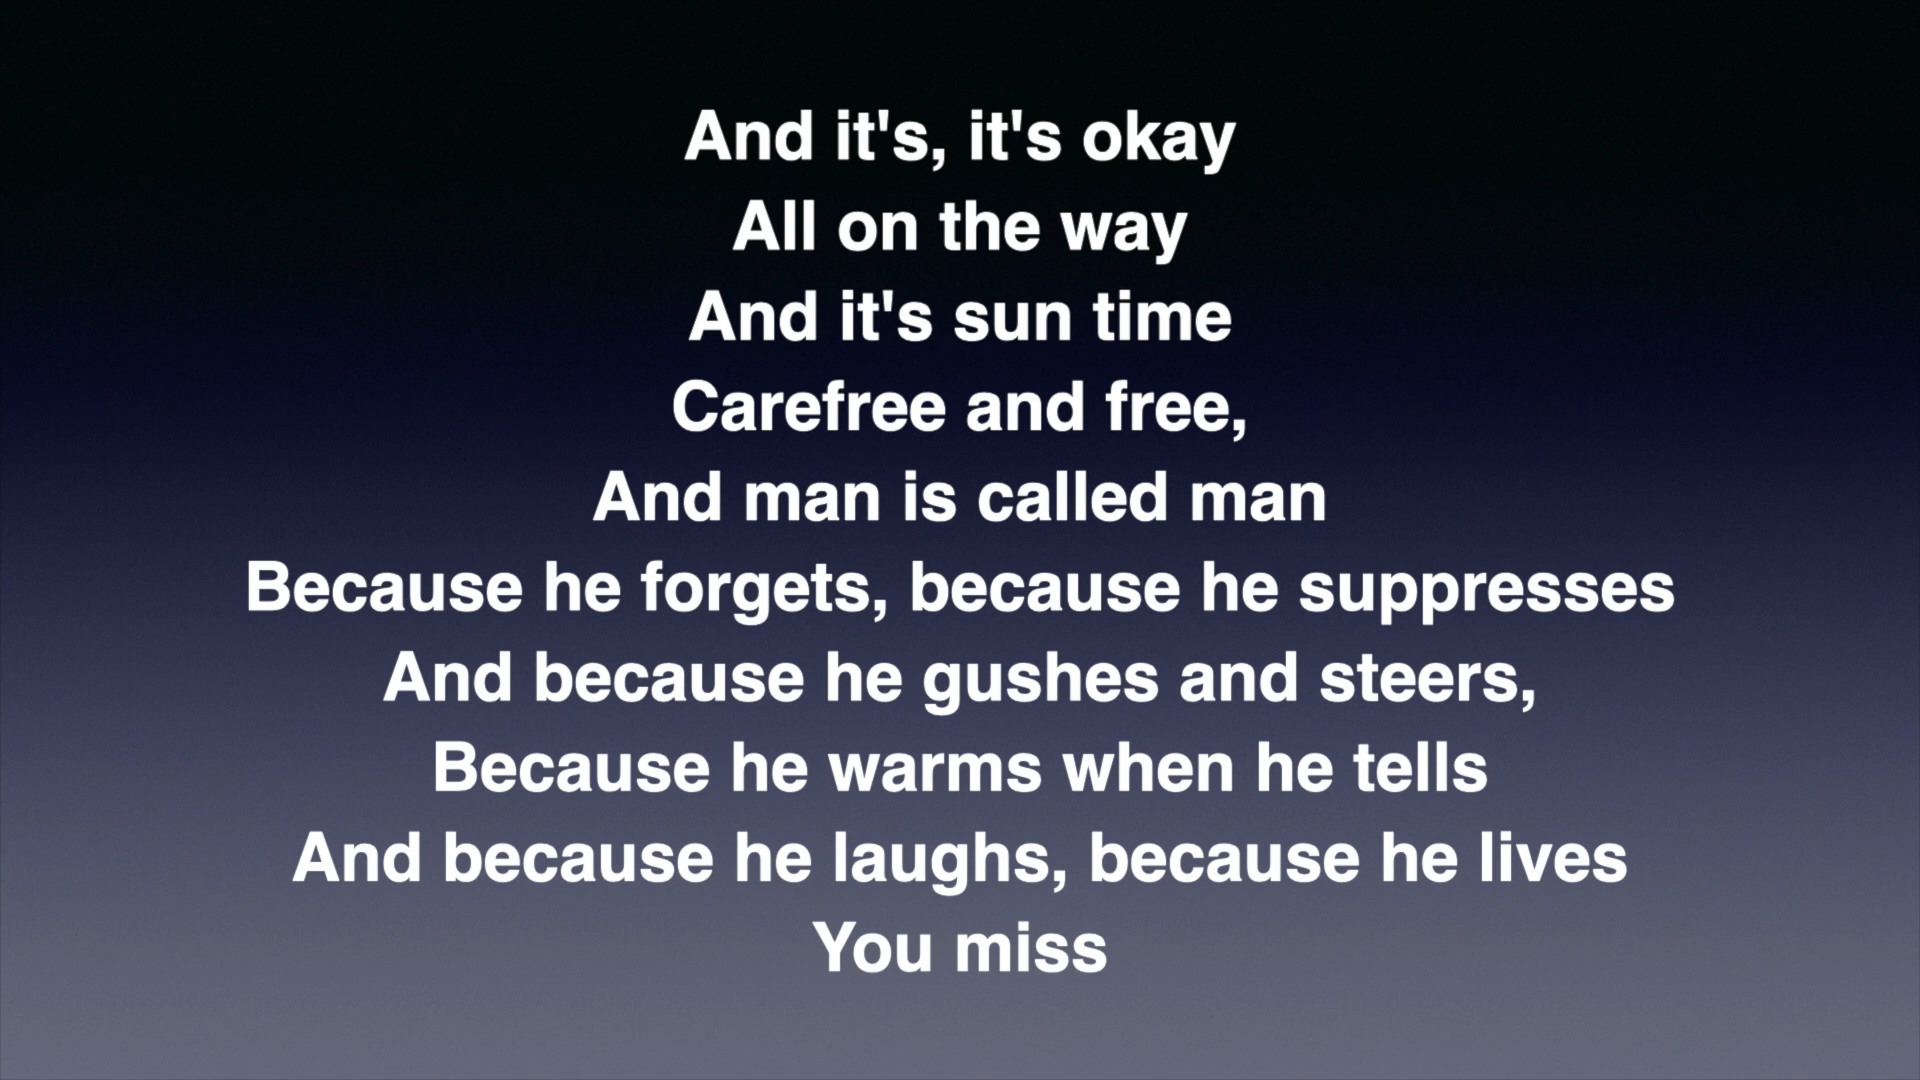 And it's, it's okay
All on the way
And it's sun time
Carefree and free,
And man is called man
Because he forgets, because he suppresses
And because he gushes and steers,
Because he warms when he tells
And because he laughs, because he lives
You miss